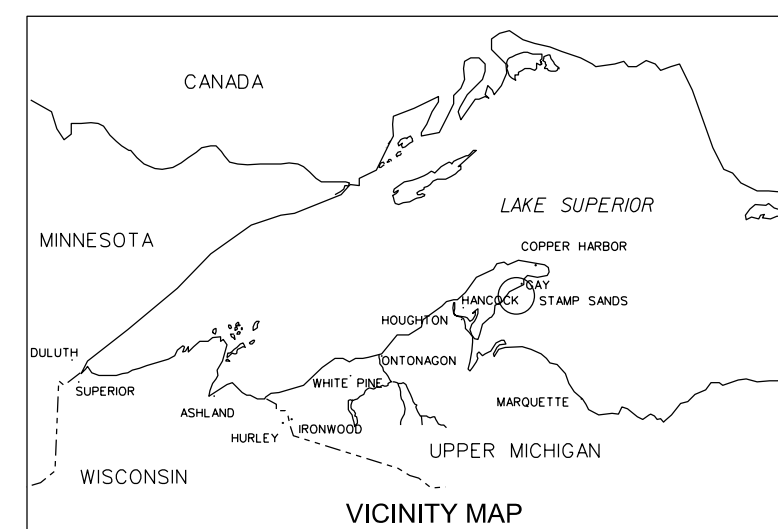 CANADA
LAKE SUPERIOR
MINNESOTA
COPPER HARBOR
GAY
HANCOCK
STAMP SANDS
HOUGHTON
DULUTH
ONTONAGON
SUPERIOR
WHITE PINE
ASHLAND
MARQUETTE
IRONWOOD
HURLEY
UPPER MICHIGAN
WISCONSIN
VICINITY MAP